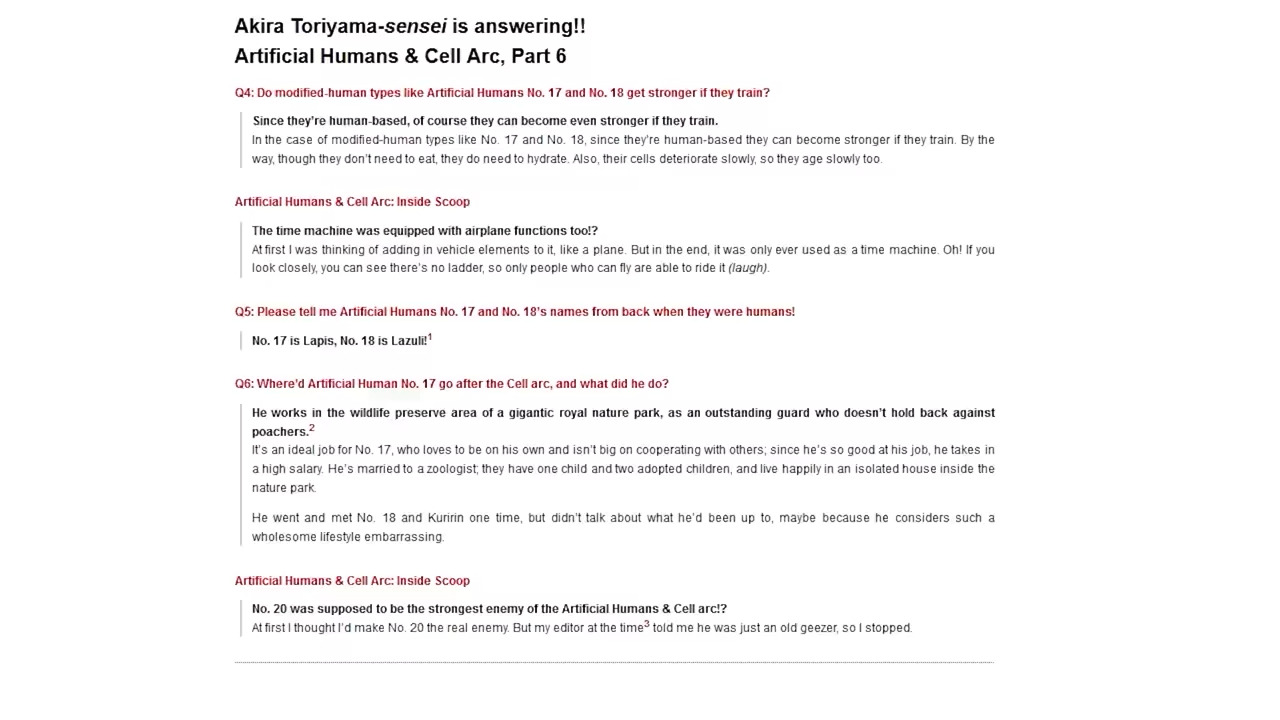 Akira Toriyama-sensei is answering!!
Artificial Humans & Cell Arc, Part 6
Q4: Do modified-human types like Artificial Humans No. 17 and No. 18 get stronger if they train?
Since they're human-based, of course they can become even stronger if they train.
In the case of modified-human types like No. 17 and No. 18, since they're human-based they can become stronger if they train. By the
way, though they don't need to eat, they do need to hydrate. Also, their cells deteriorate slowly, so they age slowly too.
Artificial Humans & Cell Arc: Inside Scoop
The time machine was equipped with airplane functions too!?
At first I was thinking of adding in vehicle elements to it, like a plane. But in the end, it was only ever used as a time machine. Oh! If you
look closely, you can see there's no ladder, so only people who can fly are able to ride it (laugh).
Q5: Please tell me Artificial Humans No. 17 and No. 18's names from back when they were humans!
No. 17 is Lapis, No. 18 is Lazuli!1
Q6: Where'd Artificial Human No. 17 go after the Cell arc, and what did he do?
He works in the wildlife preserve area of a gigantic royal nature park, as an outstanding guard who doesn't hold back against
poachers.2
It's an ideal job for No. 17, who loves to be on his own and isn't big on cooperating with others; since he's so good at his job, he takes in
a high salary. He's married to a zoologist; they have one child and two adopted children, and live happily in an isolated house inside the
nature park.
He went and met No. 18 and Kuririn one time, but didn't talk about what he'd been up to, maybe because he considers such a
wholesome lifestyle embarrassing.
Artificial Humans & Cell Arc: Inside Scoop
No. 20 was supposed to be the strongest enemy of the Artificial Humans & Cell arc!?
At first I thought I'd make No. 20 the real enemy. But my editor at the time3 told me he was just an old geezer, so I stopped.